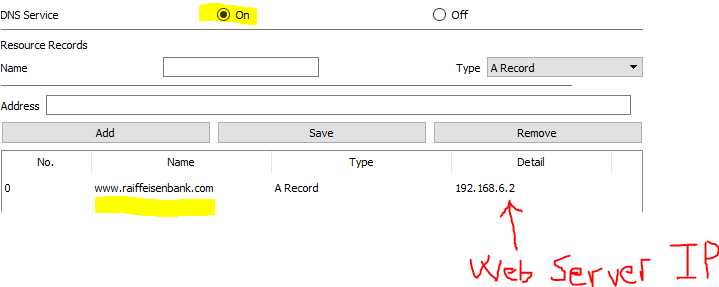 DNS Service On Off
Resource Records
Name Type A Record
Address
Add Save Remove
No. Name Type Detail
0 www.raiffeisenbank.com A Record 192.168.6.2
Web Server IP